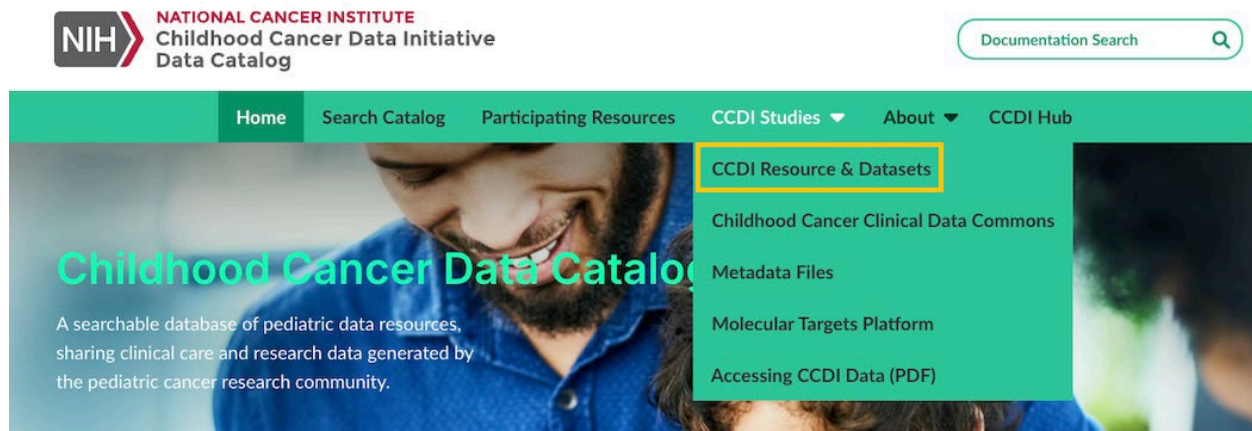 NIH
NATIONAL CANCER INSTITUTE
Childhood Cancer Data Initiative
Data Catalog
Documentation Search
Home
Search Catalog
Participating Resources
CCDI Studies
About
CCDI Hub
CCDI Resource & Datasets
Childhood Cancer Clinical Data Commons
Metadata Files
Molecular Targets Platform
Accessing CCDI Data (PDF)
Childhood Cancer Data Catalog
A searchable database of pediatric data resources,
sharing clinical care and research data generated by
the pediatric cancer research community.